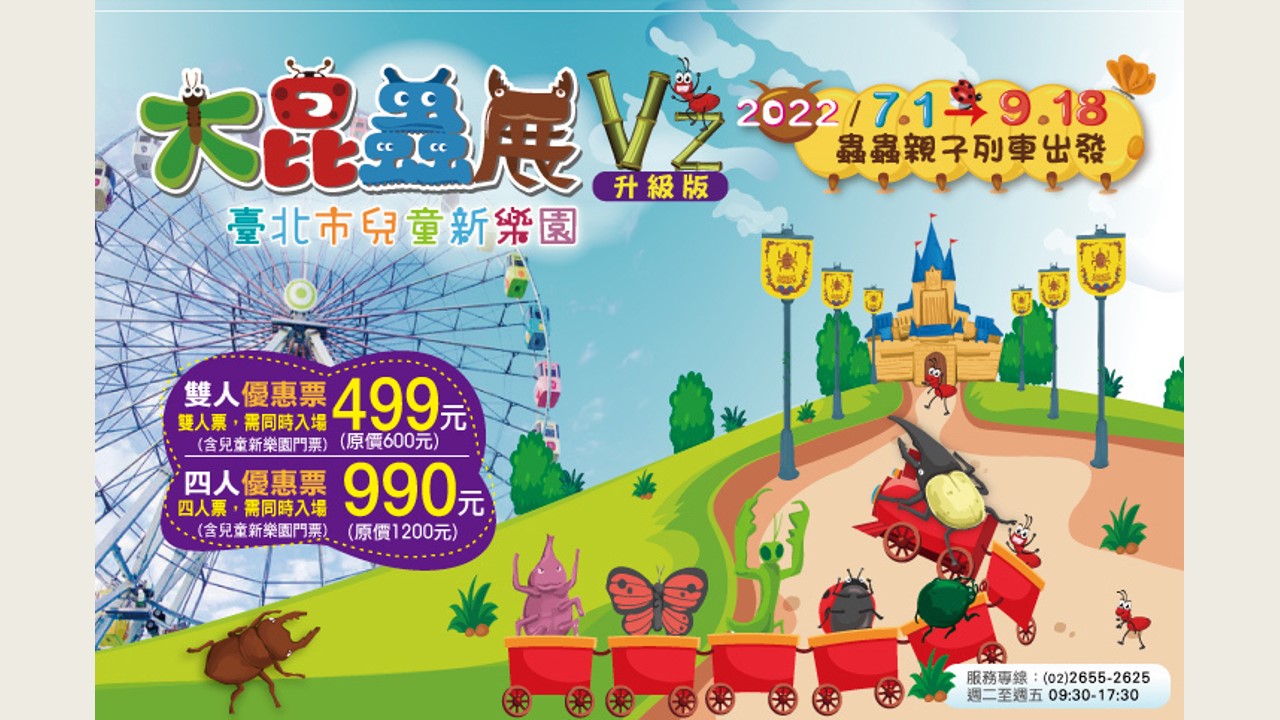 大昆蟲展 V2
升級版
臺北市兒童新樂園
2022/7.1→9.18
蟲蟲親子列車出發
雙人優惠票 499元
雙人票,需同時入場
(含兒童新樂園門票) (原價600元)
四人優惠票 990元
四人票,需同時入場
(含兒童新樂園門票) (原價1200元)
服務專線:(02)2655-2625
週二至週五 09:30-17:30